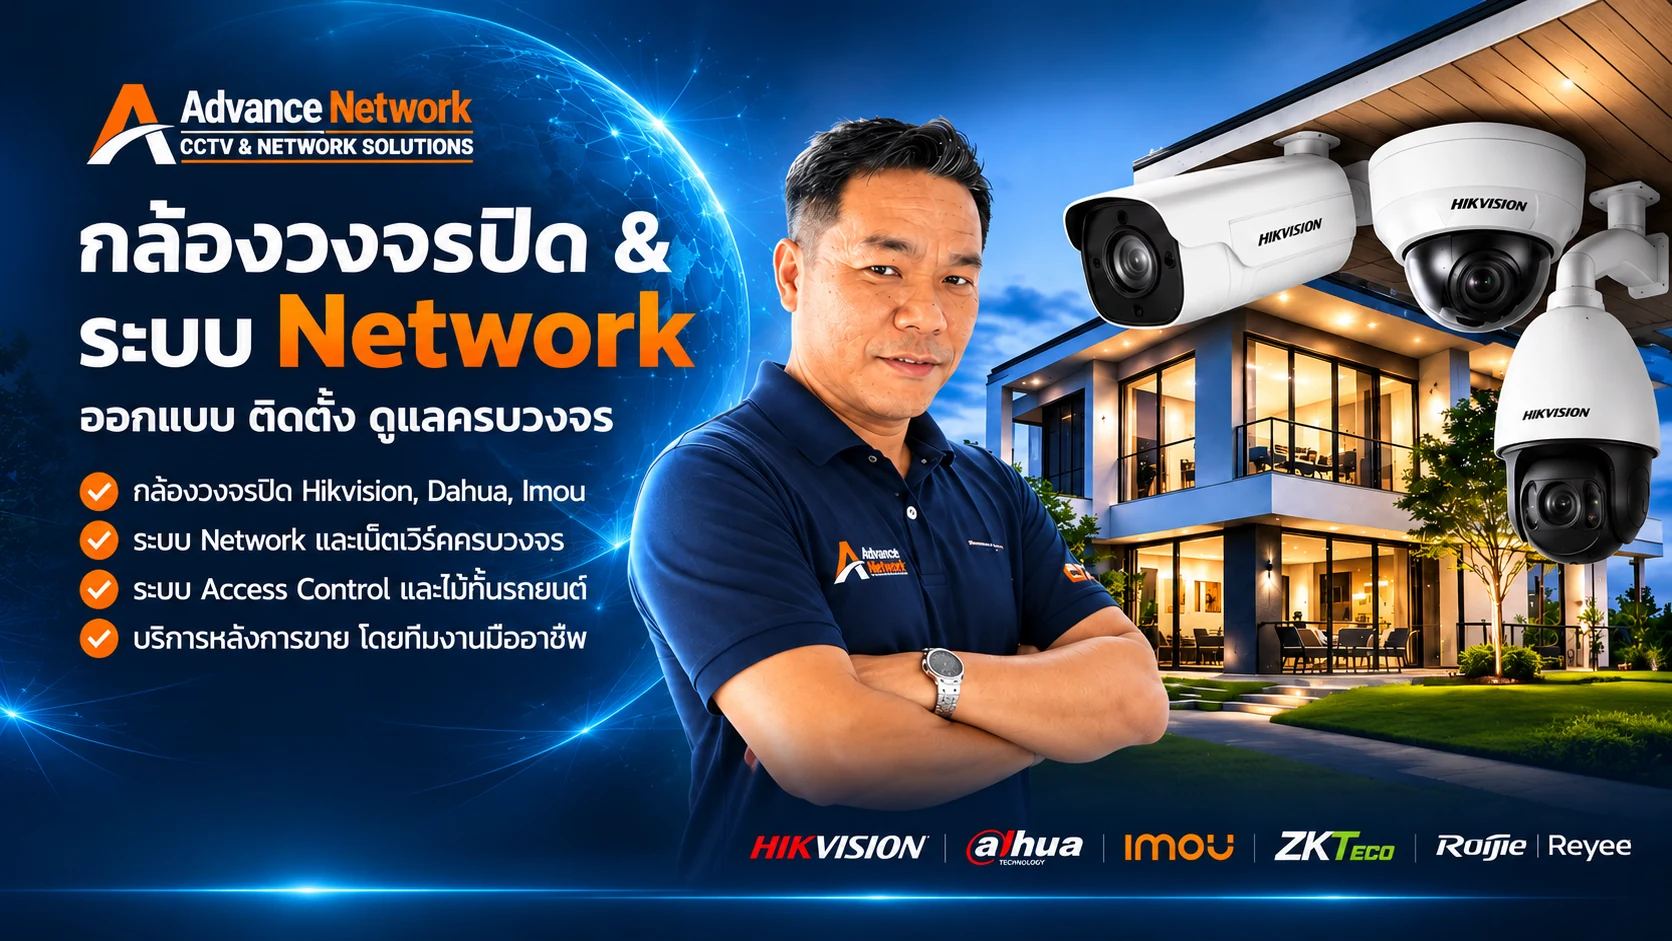 Advance Network
CCTV & NETWORK SOLUTIONS
กล้องวงจรปิด &
ระบบ Network
ออกแบบ ติดตั้ง ดูแลครบวงจร
กล้องวงจรปิด Hikvision, Dahua, Imou
ระบบ Network และเน็ตเวิร์คครบวงจร
ระบบ Access Control และไม้กั้นรถยนต์
บริการหลังการขาย โดยทีมงานมืออาชีพ
HIKVISION
HIKVISION
HIKVISION
Advance
Network
HIKVISION
alhua
TECHNOLOGY
imou
ZKTECO
Ruijie | Reyee